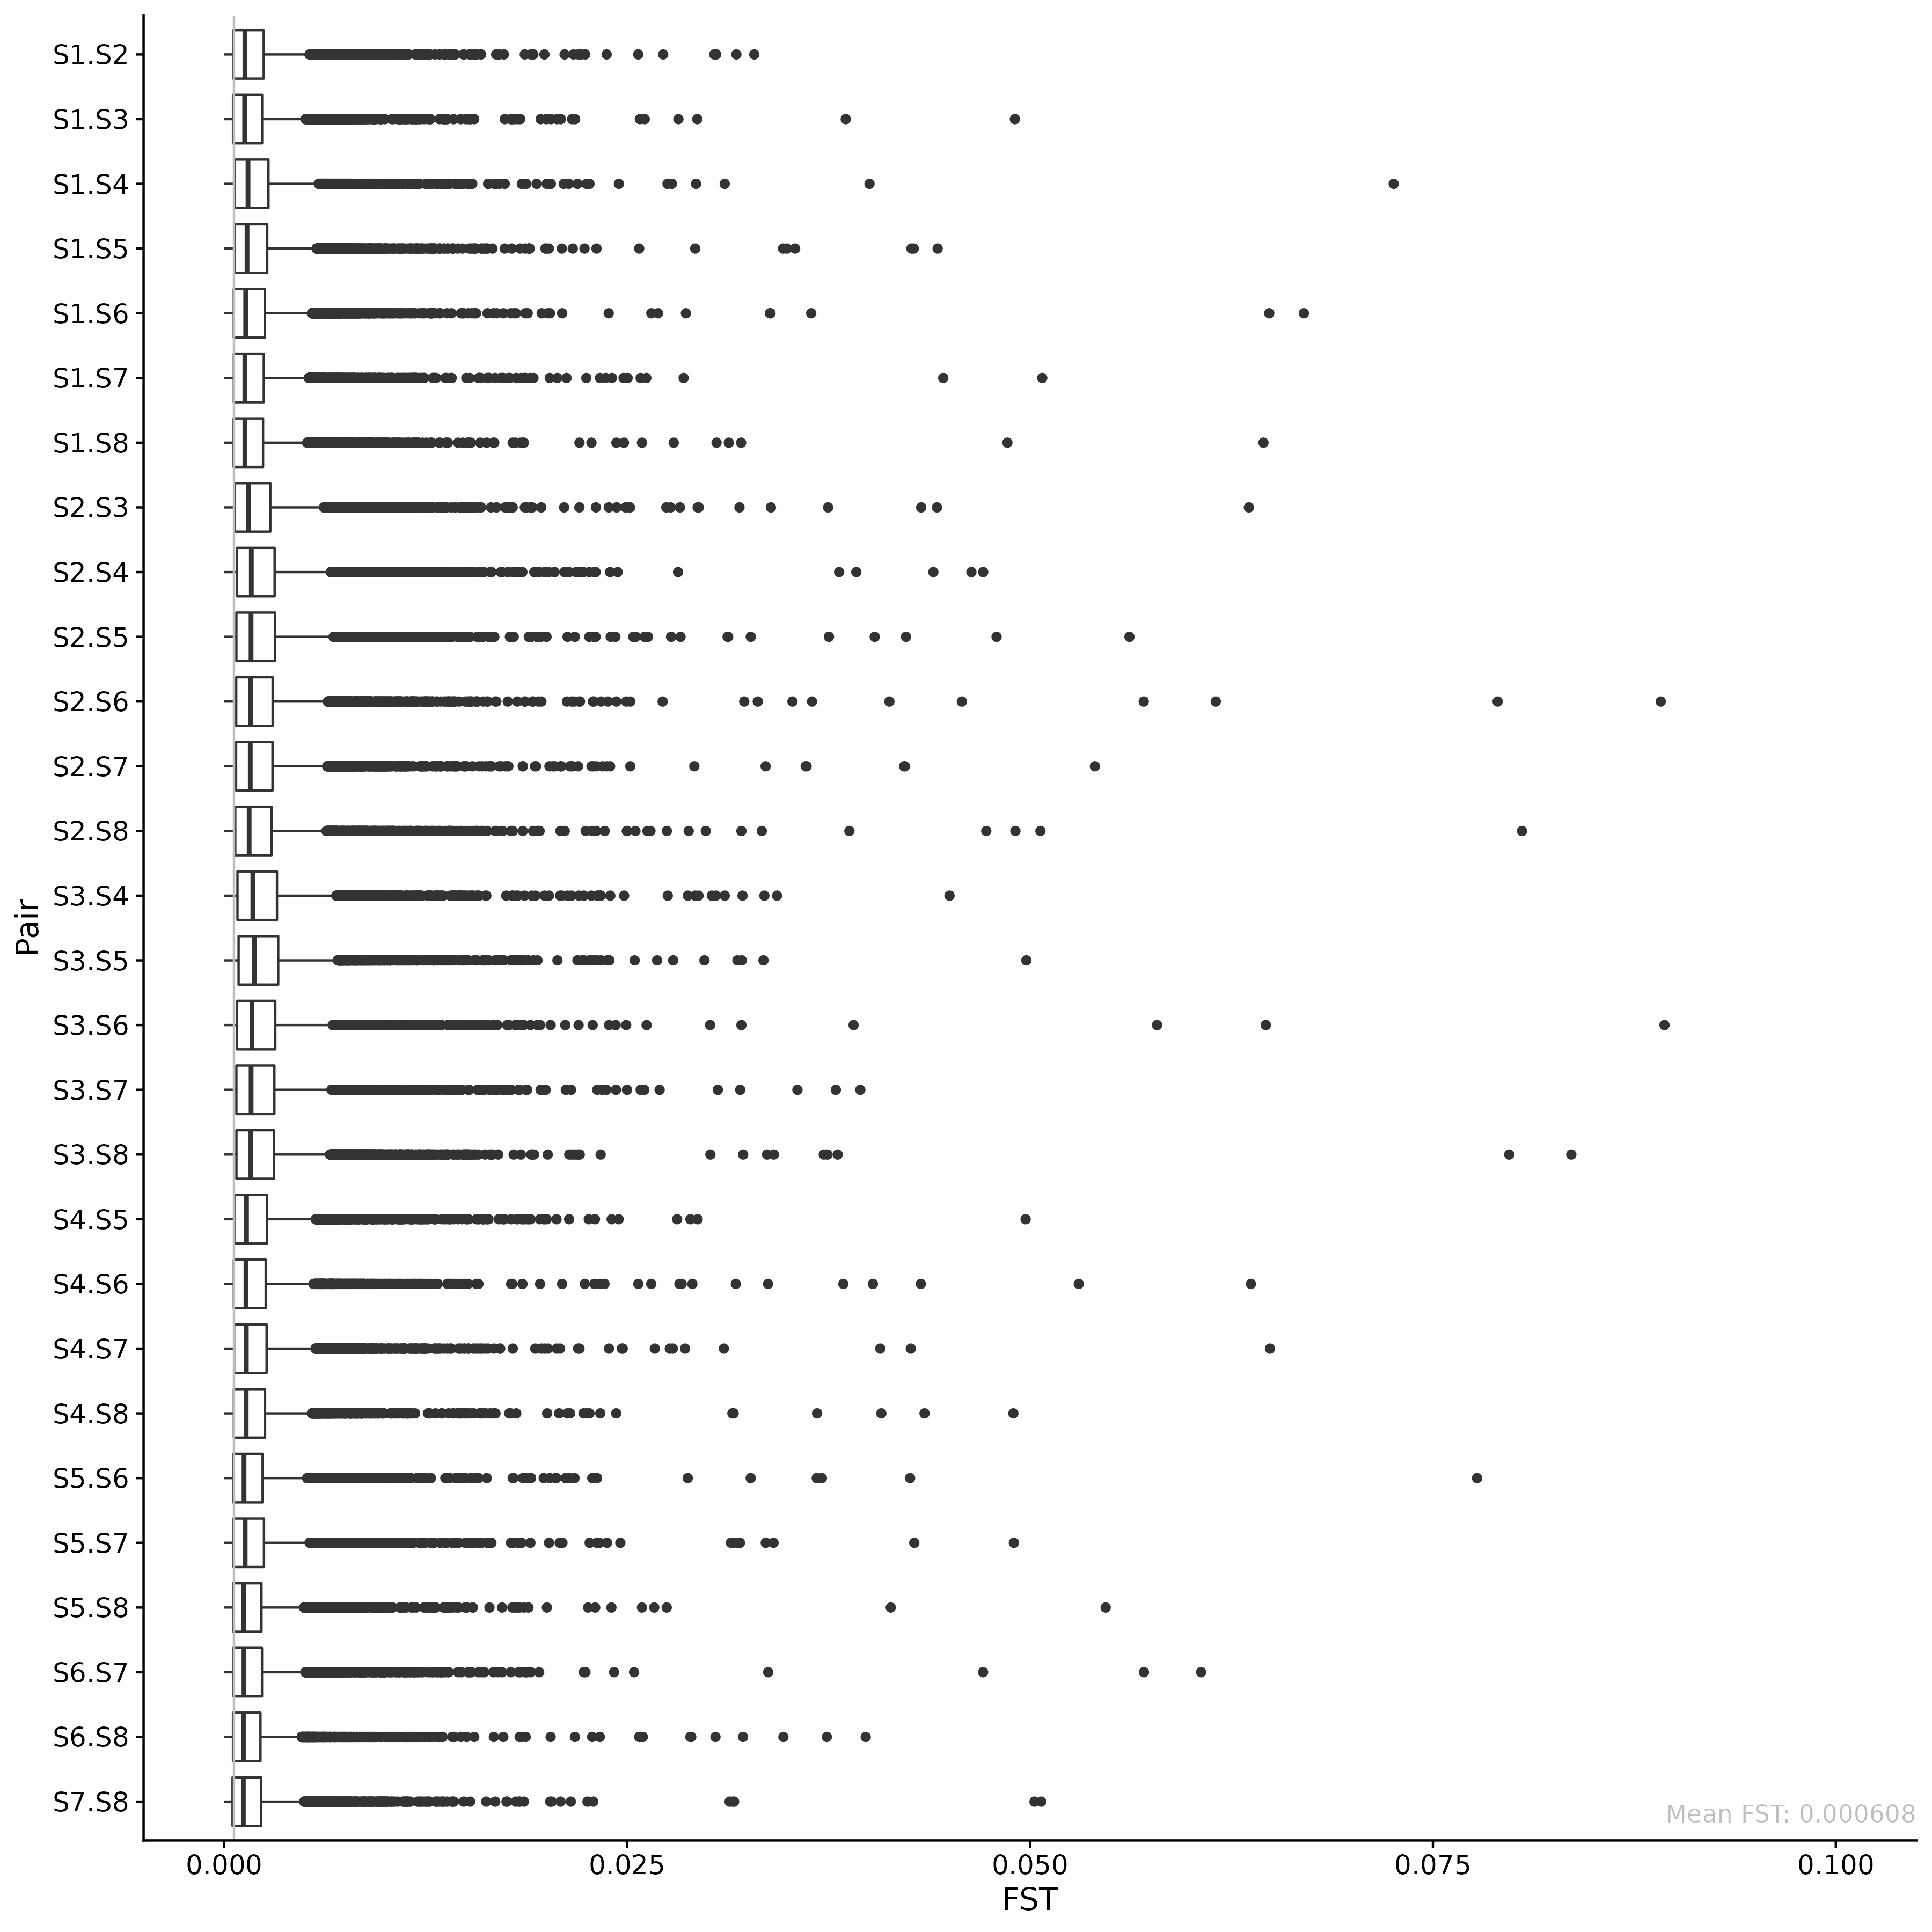 Pair
S1.S2
S1.S3
S1.S4
S1.S5
S1.S6
S1.S7
S1.S8
S2.S3
S2.S4
S2.S5
S2.S6
S2.S7
S2.S8
S3.S4
S3.S5
S3.S6
S3.S7
S3.S8
S4.S5
S4.S6
S4.S7
S4.S8
S5.S6
S5.S7
S5.S8
S6.S7
S6.S8
S7.S8
Mean FST: 0.000608
0.000 0.025 0.050 0.075 0.100
FST